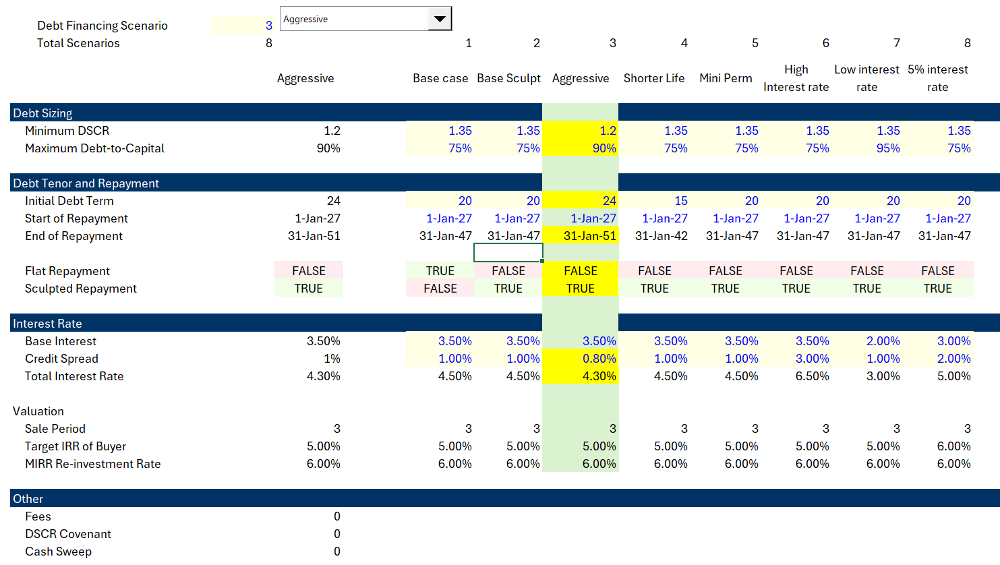 Debt Financing Scenario 3 Aggressive
Total Scenarios 8 1 2 3 4 5 6 7 8
Aggressive Base case Base Sculpt Aggressive Shorter Life Mini Perm High Interest rate Low interest rate 5% interest rate
Debt Sizing
Minimum DSCR 1.2 1.35 1.35 1.2 1.35 1.35 1.35 1.35 1.35
Maximum Debt-to-Capital 90% 75% 75% 90% 75% 75% 75% 95% 75%
Debt Tenor and Repayment
Initial Debt Term 24 20 20 24 15 20 20 20 20
Start of Repayment 1-Jan-27 1-Jan-27 1-Jan-27 1-Jan-27 1-Jan-27 1-Jan-27 1-Jan-27 1-Jan-27 1-Jan-27
End of Repayment 31-Jan-51 31-Jan-47 31-Jan-47 31-Jan-51 31-Jan-42 31-Jan-47 31-Jan-47 31-Jan-47 31-Jan-47
Flat Repayment FALSE TRUE FALSE FALSE FALSE FALSE FALSE FALSE FALSE
Sculpted Repayment TRUE FALSE TRUE TRUE TRUE TRUE TRUE TRUE TRUE
Interest Rate
Base Interest 3.50% 3.50% 3.50% 3.50% 3.50% 3.50% 3.50% 2.00% 3.00%
Credit Spread 1% 1.00% 1.00% 0.80% 1.00% 1.00% 3.00% 1.00% 2.00%
Total Interest Rate 4.30% 4.50% 4.50% 4.30% 4.50% 4.50% 6.50% 3.00% 5.00%
Valuation
Sale Period 3 3 3 3 3 3 3 3 3
Target IRR of Buyer 5.00% 5.00% 5.00% 5.00% 5.00% 5.00% 5.00% 5.00% 6.00%
MIRR Re-investment Rate 6.00% 6.00% 6.00% 6.00% 6.00% 6.00% 6.00% 6.00% 6.00%
Other
Fees 0
DSCR Covenant 0
Cash Sweep 0